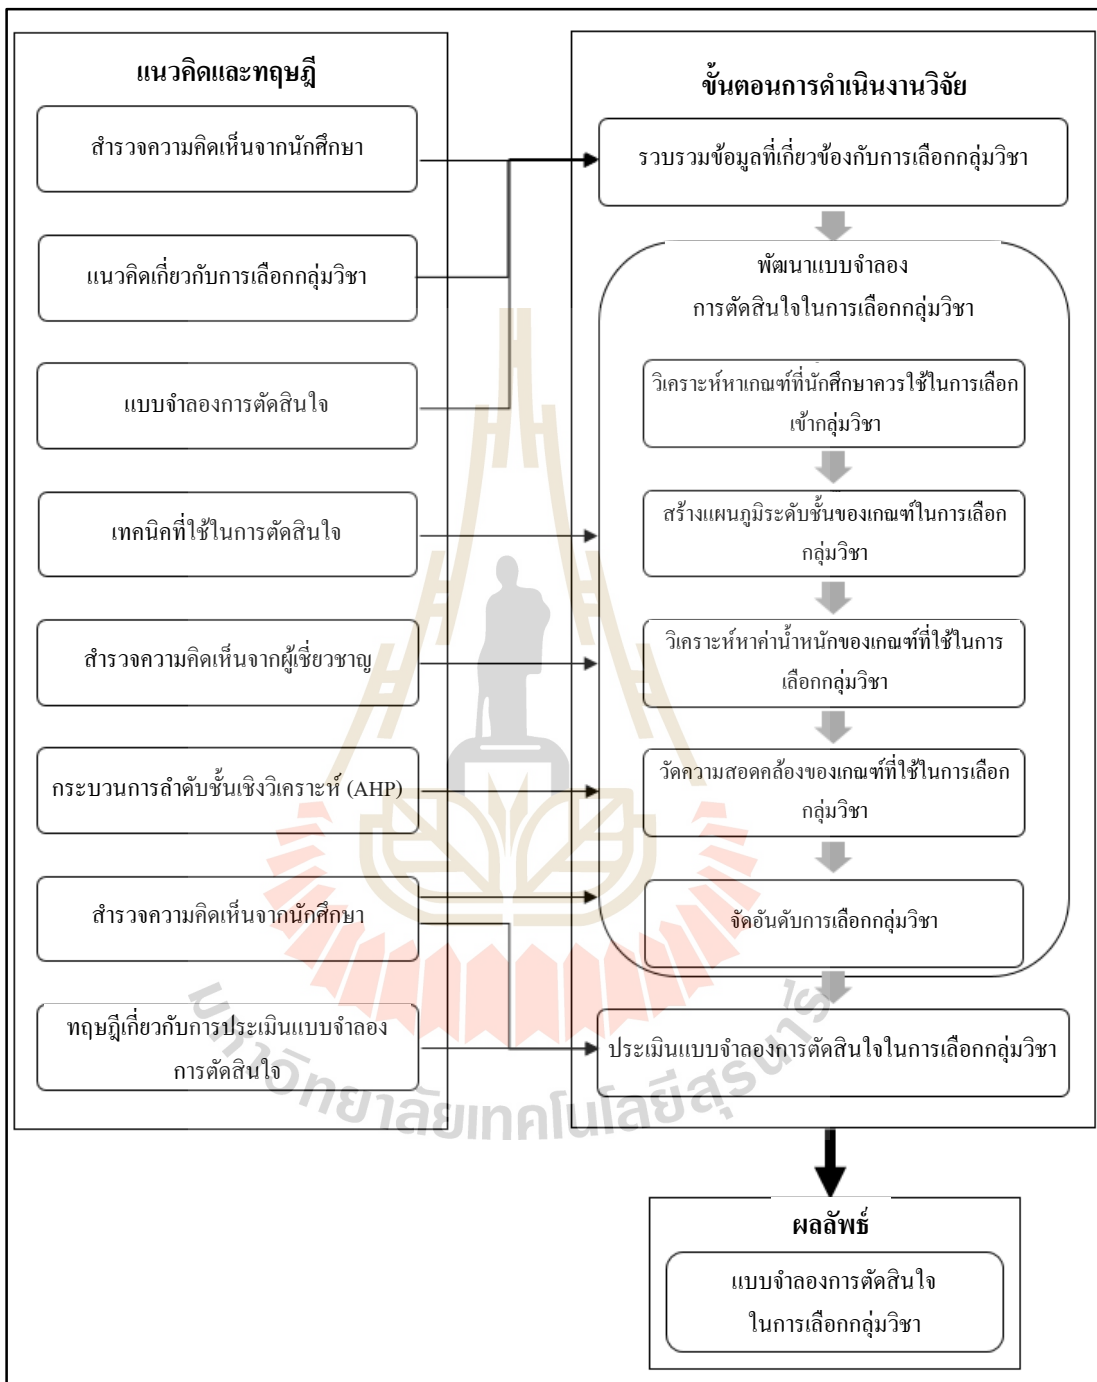 แนวคิดและทฤษฎี
สำรวจความคิดเห็นจากนักศึกษา
แนวคิดเกี่ยวกับการเลือกกลุ่มวิชา
แบบจำลองการตัดสินใจ
เทคนิคที่ใช้ในการตัดสินใจ
สำรวจความคิดเห็นจากผู้เชี่ยวชาญ
กระบวนการลำดับชั้นเชิงวิเคราะห์ (AHP)
สำรวจความคิดเห็นจากนักศึกษา
ทฤษฎีเกี่ยวกับการประเมินแบบจำลอง
การตัดสินใจ
ขั้นตอนการดำเนินงานวิจัย
รวบรวมข้อมูลที่เกี่ยวข้องกับการเลือกกลุ่มวิชา
พัฒนาแบบจำลอง
การตัดสินใจในการเลือกกลุ่มวิชา
วิเคราะห์หาเกณฑ์ที่นักศึกษาควรใช้ในการเลือก
เข้ากลุ่มวิชา
สร้างแผนภูมิระดับชั้นของเกณฑ์ในการเลือก
กลุ่มวิชา
วิเคราะห์หาค่าน้ำหนักของเกณฑ์ที่ใช้ในการ
เลือกกลุ่มวิชา
วัดความสอดคล้องของเกณฑ์ที่ใช้ในการเลือก
กลุ่มวิชา
จัดอันดับการเลือกกลุ่มวิชา
ประเมินแบบจำลองการตัดสินใจในการเลือกกลุ่มวิชา
ผลลัพธ์
แบบจำลองการตัดสินใจ
ในการเลือกกลุ่มวิชา
มหาวิทยาลัยเทคโนโลยีสุรนารี